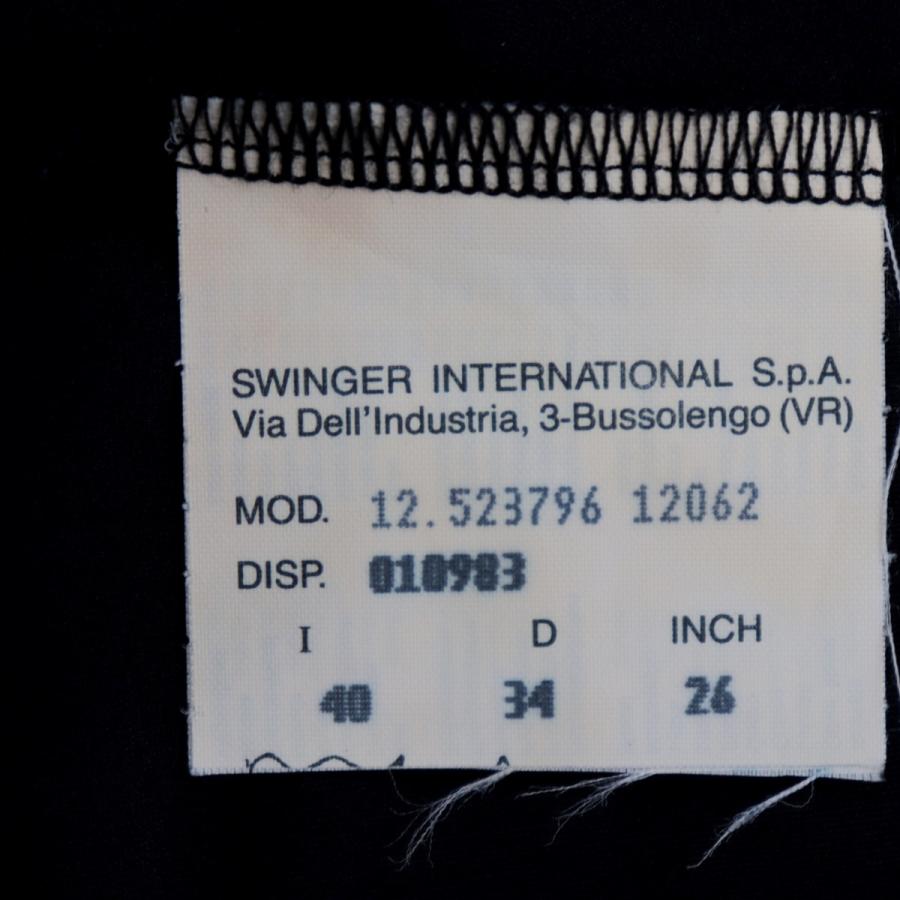 SWINGER INTERNATIONAL S.p.A.
Via Dell'Industria, 3-Bussolengo (VR)
MOD. 12.523796 12062
DISP. 010983
I D INCH
40 34 26